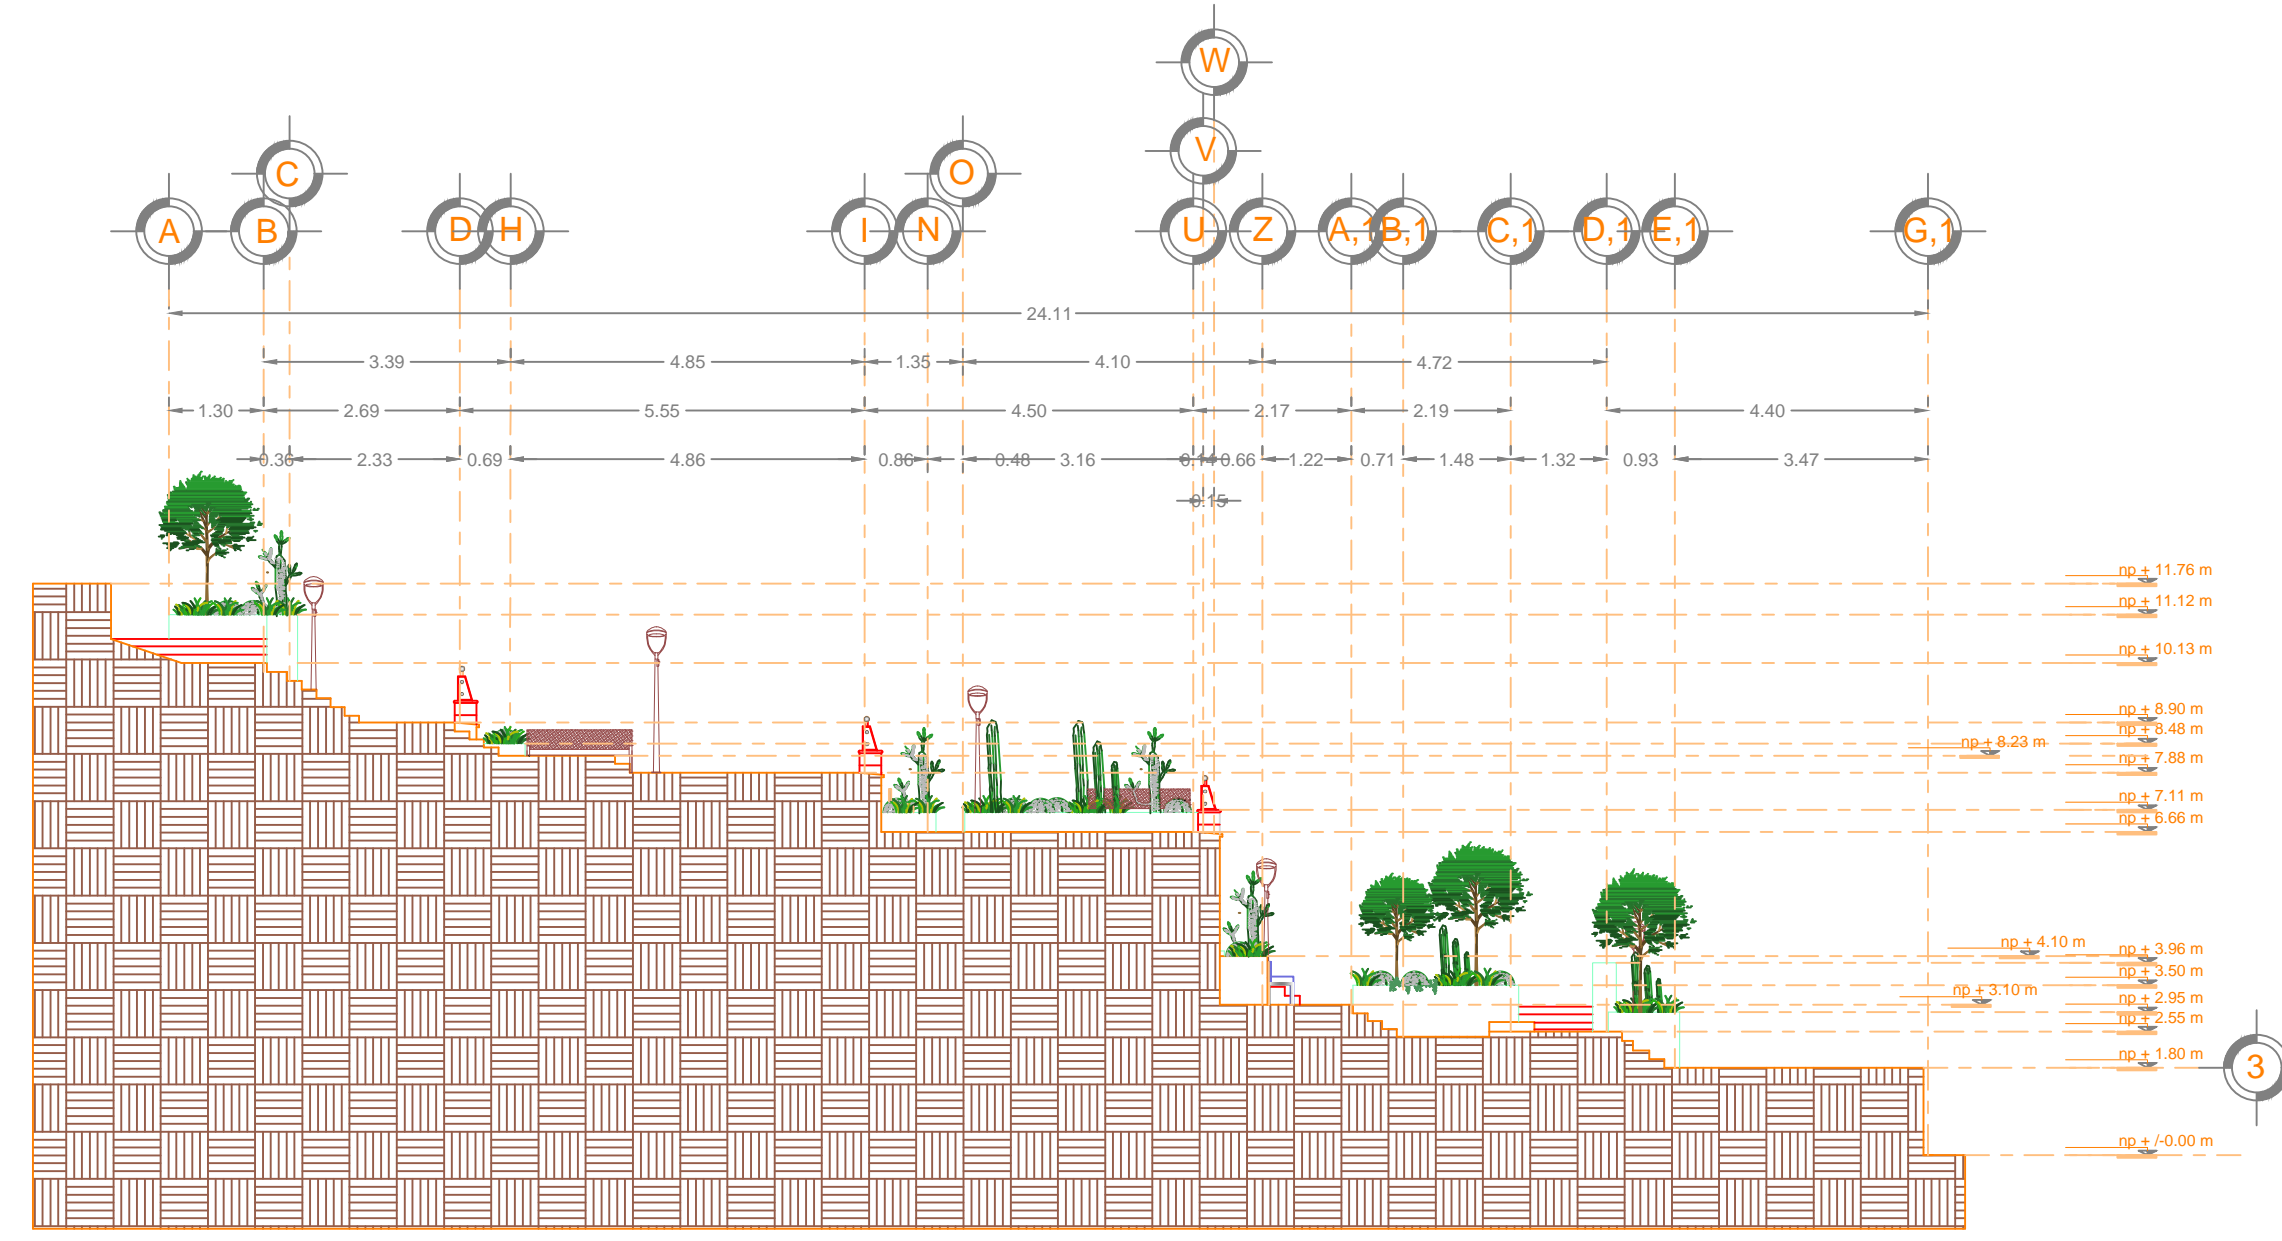 W
V
C
O
A B D H I N U Z A,1 B,1 C,1 D,1 E,1 G,1
24.11
3.39 4.85 1.35 4.10 4.72
1.30 2.69 5.55 4.50 2.17 2.19 4.40
0.36 2.33 0.69 4.86 0.86 0.48 3.16 0.14 0.66 1.22 0.71 1.48 1.32 0.93 3.47
0.15
np + 11.76 m
np + 11.12 m
np + 10.13 m
np + 8.90 m
np + 8.48 m
np + 8.23 m
np + 7.88 m
np + 7.11 m
np + 6.66 m
np + 4.10 m
np + 3.96 m
np + 3.50 m
np + 3.10 m
np + 2.95 m
np + 2.55 m
np + 1.80 m
3
np + /-0.00 m